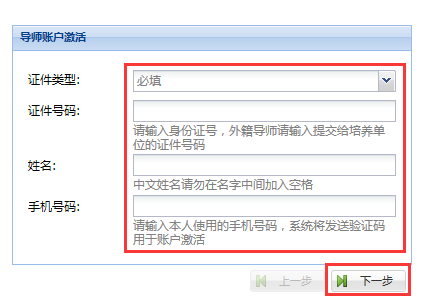 导师账户激活
证件类型: 必填
证件号码:
请输入身份证号，外籍导师请输入提交给培养单
位的证件号码
姓名:
中文姓名请勿在名字中间加入空格
手机号码:
请输入本人使用的手机号码，系统将发送验证码
用于账户激活
上一步 下一步